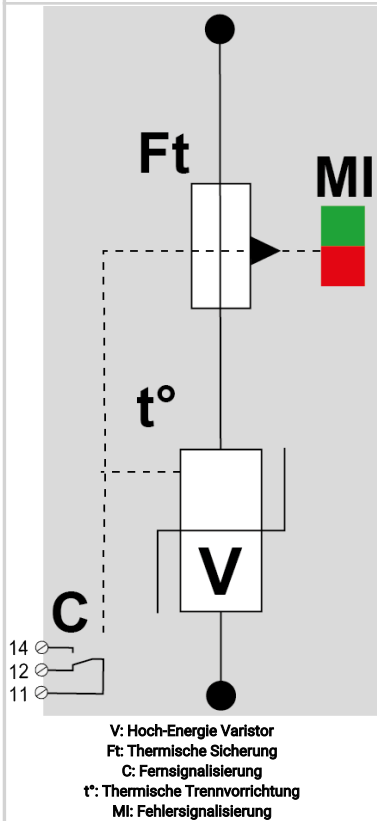 Ft
MI
t°
V
C
14
12
11
V: Hoch-Energie Varistor
Ft: Thermische Sicherung
C: Fernsignalisierung
t°: Thermische Trennvorrichtung
MI: Fehlersignalisierung